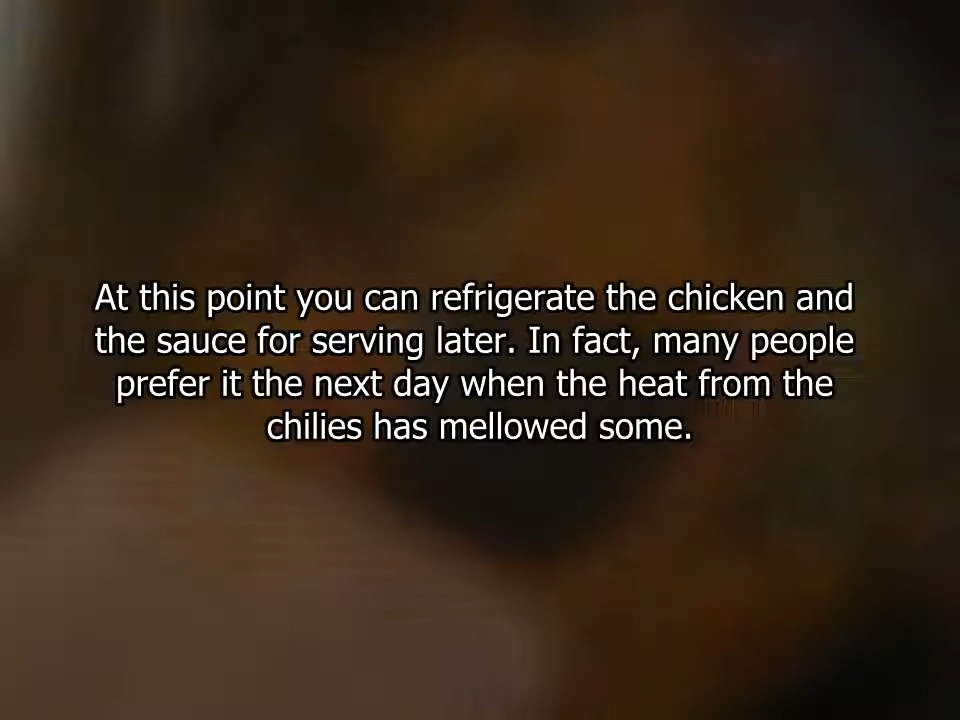 At this point you can refrigerate the chicken and
the sauce for serving later. In fact, many people
prefer it the next day when the heat from the
chilies has mellowed some.